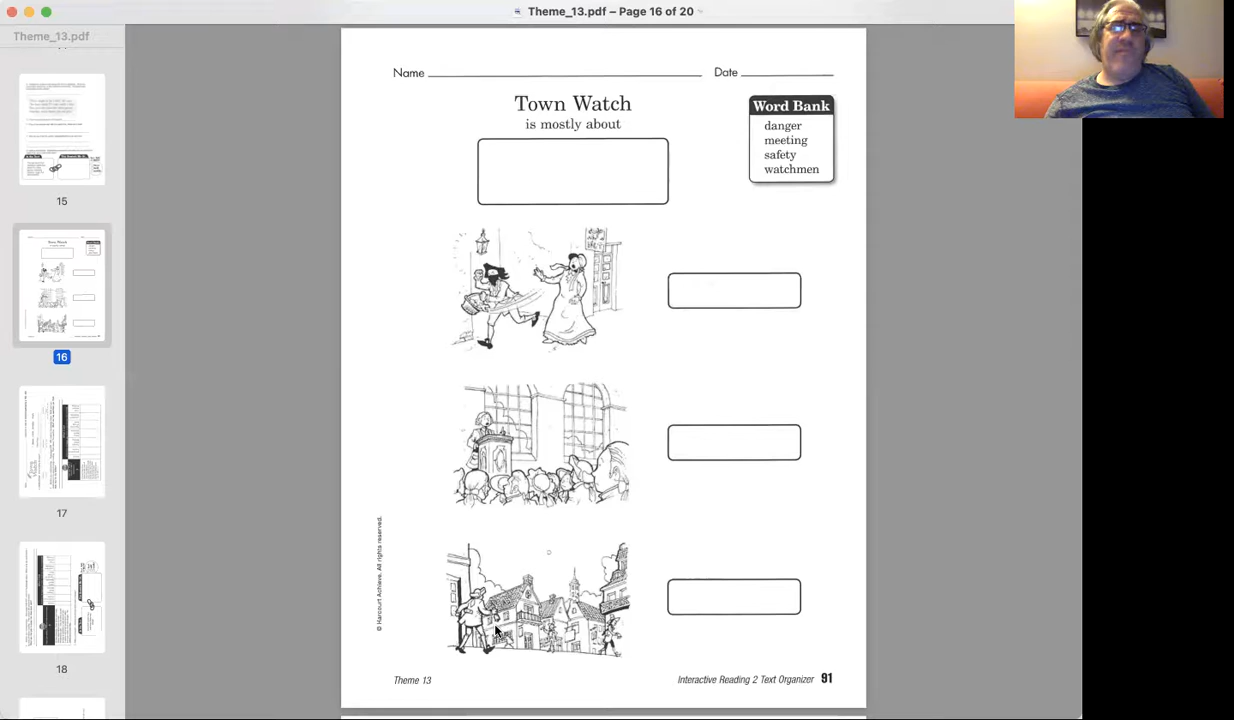 Theme_13.pdf – Page 16 of 20
Theme_13.pdf
15
16
17
18
Name
Date
Town Watch
is mostly about
Word Bank
danger
meeting
safety
watchmen
© Harcourt Achieve. All rights reserved.
Theme 13
Interactive Reading 2 Text Organizer 91